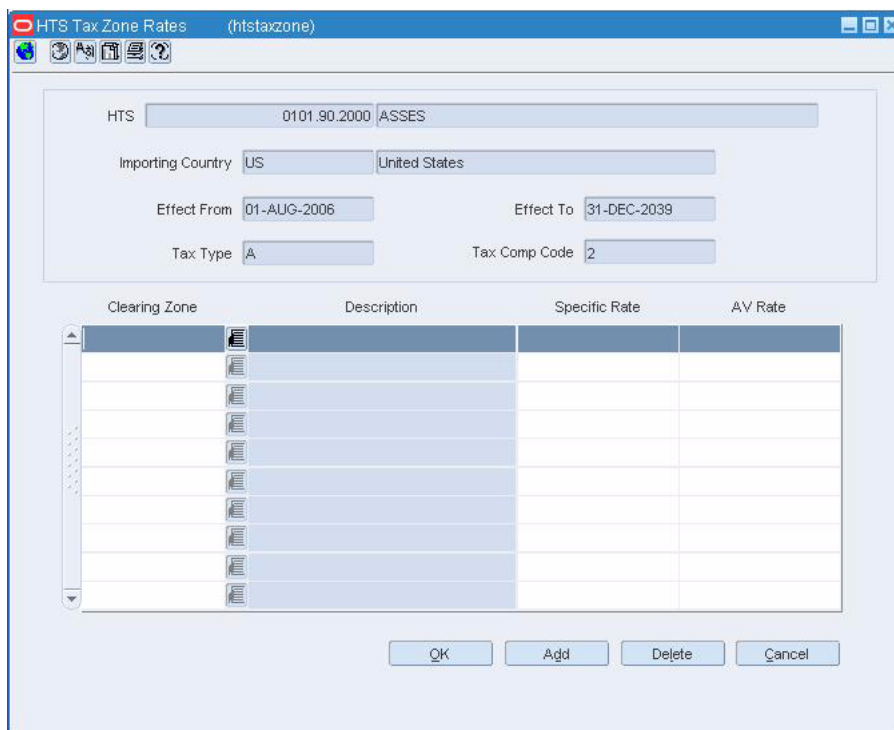 HTS Tax Zone Rates (htstaxzone)
HTS 0101.90.2000 ASSES
Importing Country US United States
Effect From 01-AUG-2006 Effect To 31-DEC-2039
Tax Type A Tax Comp Code 2
Clearing Zone Description Specific Rate AV Rate
OK Add Delete Cancel